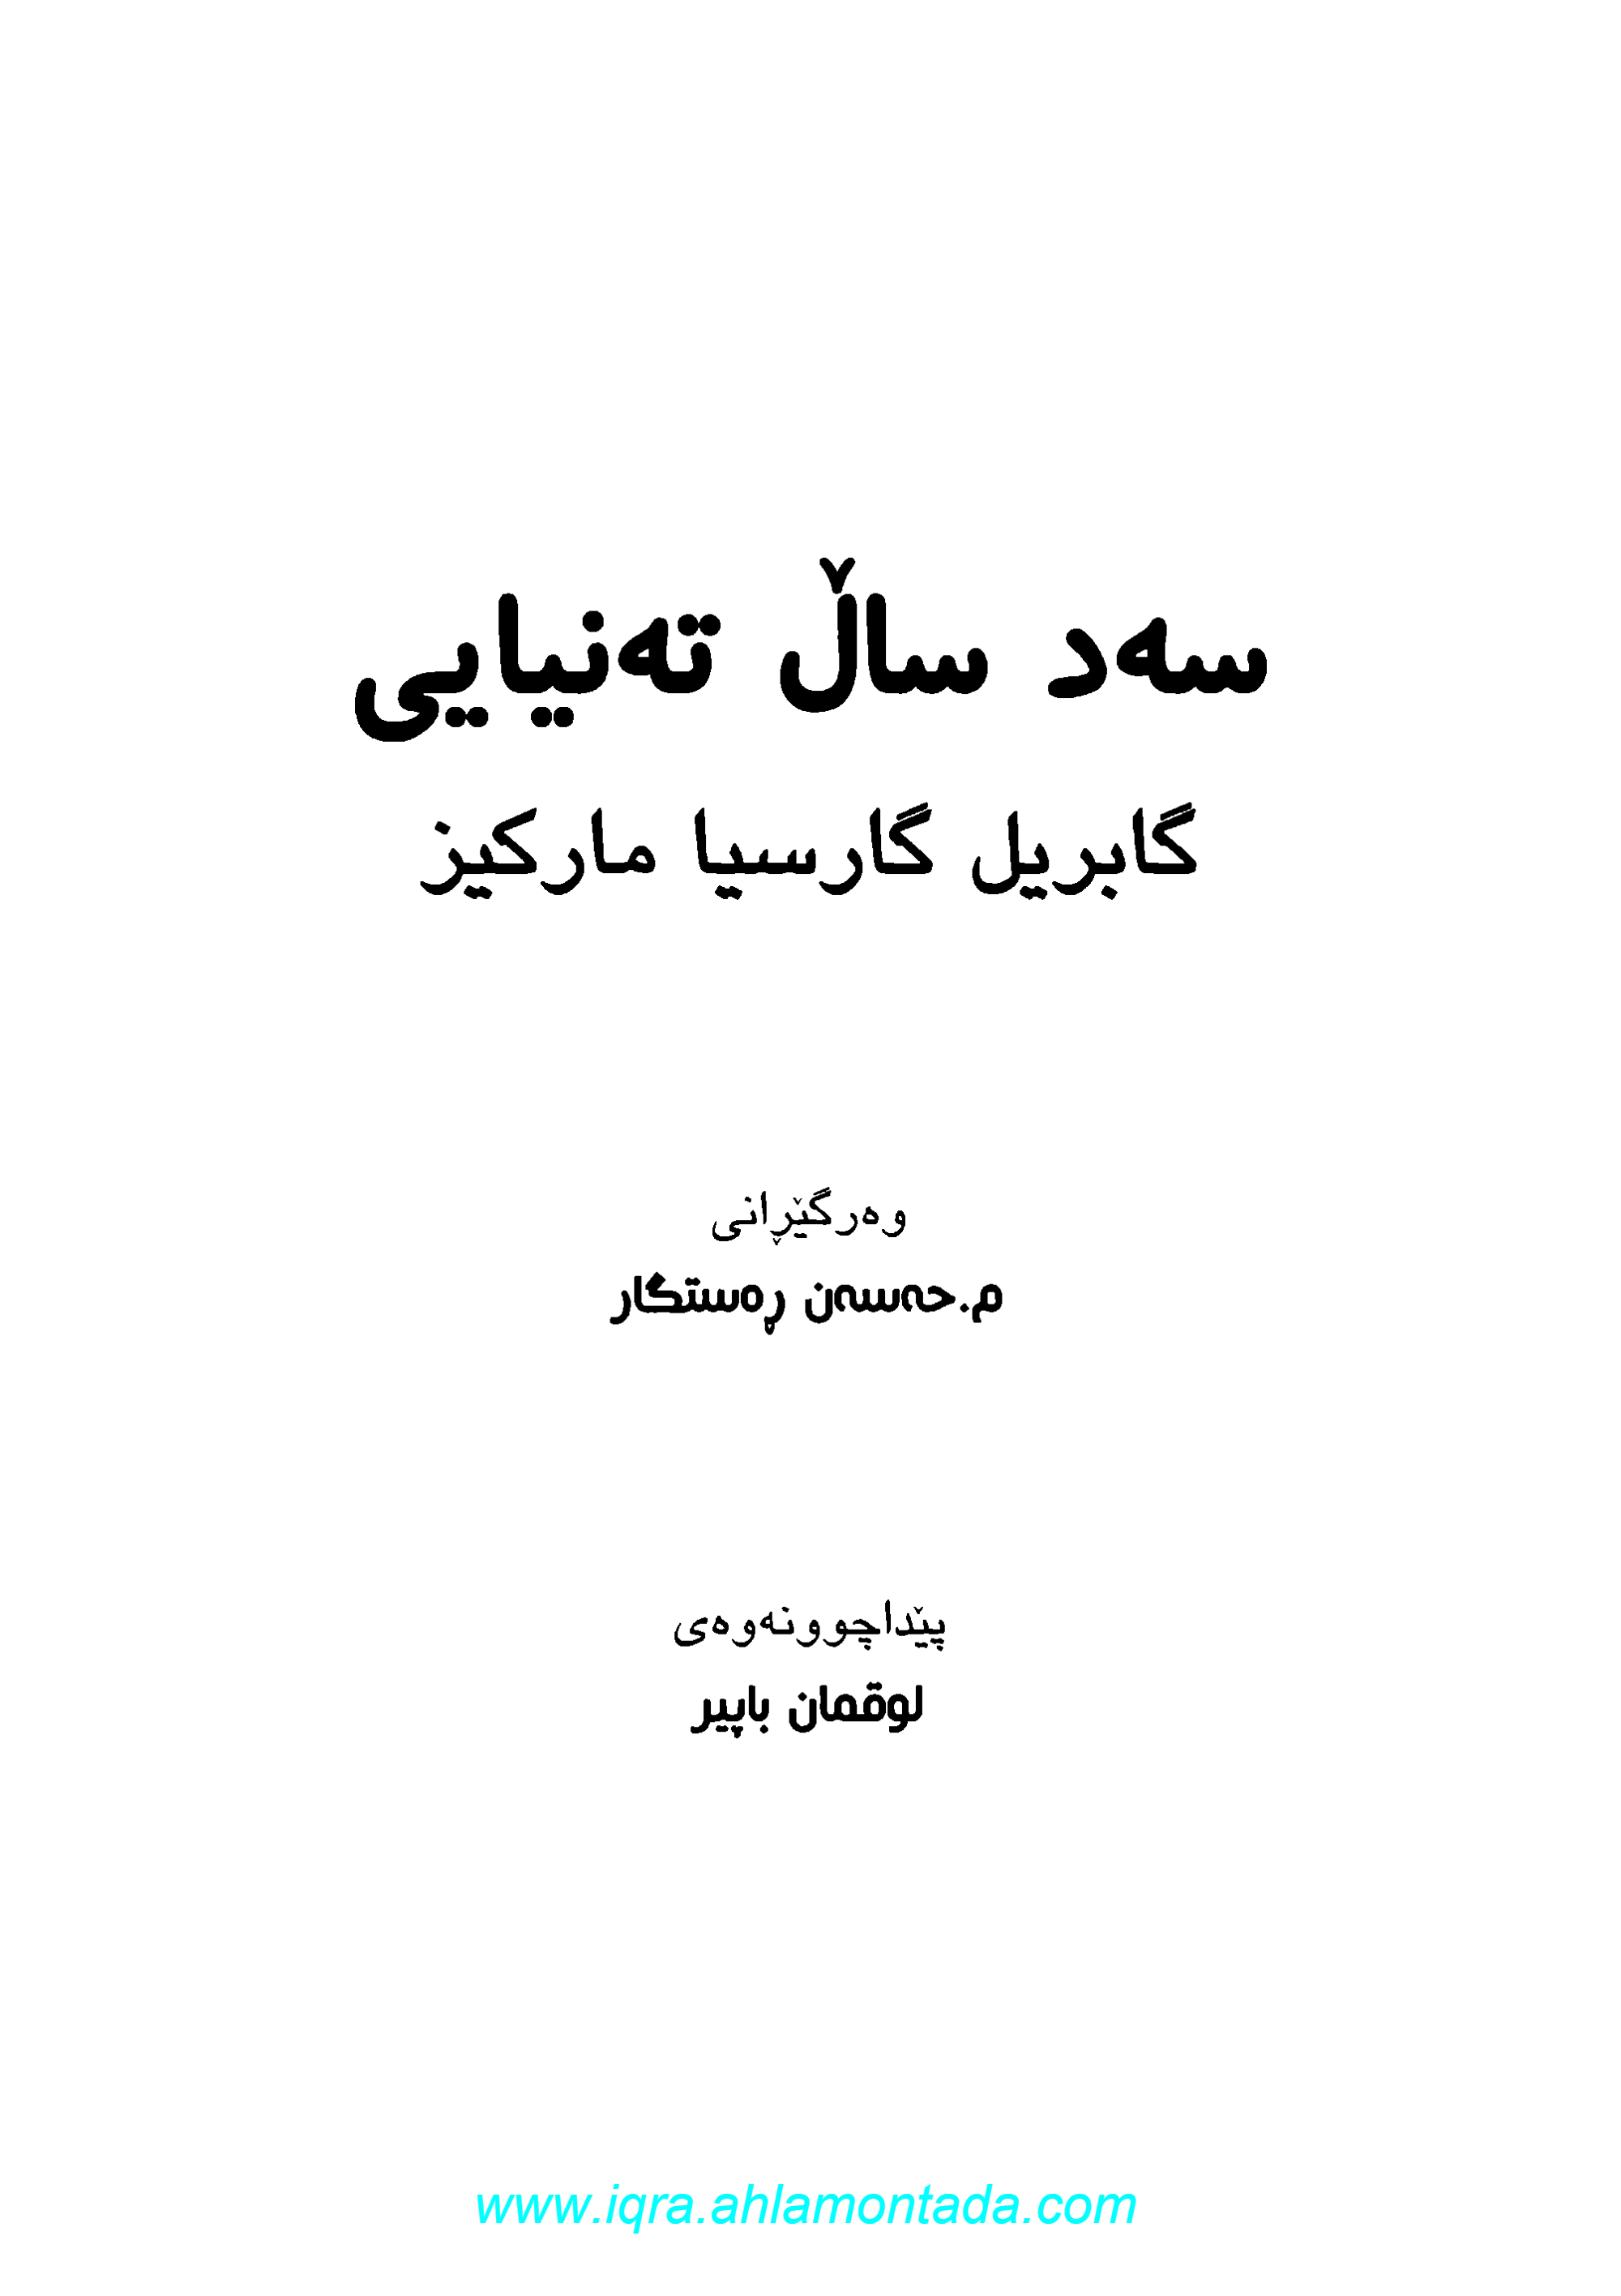 سەد ساڵ تەنیایی
گابریل گارسیا مارکیز
وەرگێڕانی
م.حەسەن ڕەستگار
پێداچوونەوەی
لوقمان باپیر
www.iqra.ahlamontada.com